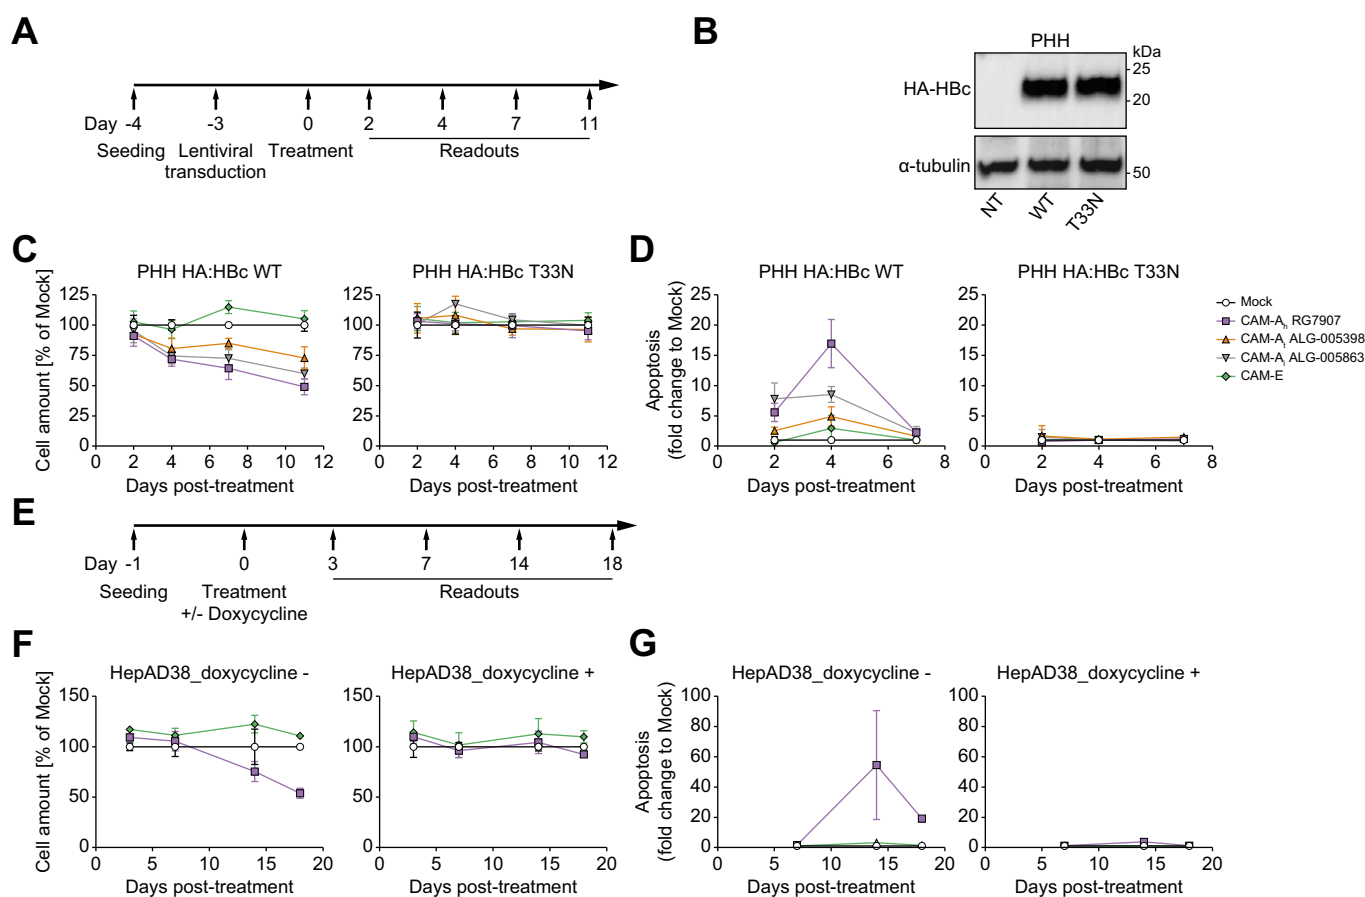 A
Day -4 -3 0 2 4 7 11
Seeding Lentiviral transduction Treatment Readouts
B
PHH
kDa
HA-HBc
25
20
α-tubulin
50
NT WT T33N
C
PHH HA:HBc WT
Cell amount [% of Mock]
125
100
75
50
25
0
0 2 4 6 8 10 12
Days post-treatment
PHH HA:HBc T33N
125
100
75
50
25
0
0 2 4 6 8 10 12
Days post-treatment
D
PHH HA:HBc WT
Apoptosis
(fold change to Mock)
25
20
15
10
5
0
0 2 4 6 8
Days post-treatment
PHH HA:HBc T33N
25
20
15
10
5
0
0 2 4 6 8
Days post-treatment
Mock
CAM-Ah RG7907
CAM-At ALG-005398
CAM-Ai ALG-005863
CAM-E
E
Day -1 0 3 7 14 18
Seeding Treatment Readouts
+/- Doxycycline
F
HepAD38_doxycycline -
Cell amount [% of Mock]
150
100
50
0
0 5 10 15 20
Days post-treatment
HepAD38_doxycycline +
150
100
50
0
0 5 10 15 20
Days post-treatment
G
HepAD38_doxycycline -
Apoptosis
(fold change to Mock)
100
80
60
40
20
0
0 5 10 15 20
Days post-treatment
HepAD38_doxycycline +
100
80
60
40
20
0
0 5 10 15 20
Days post-treatment